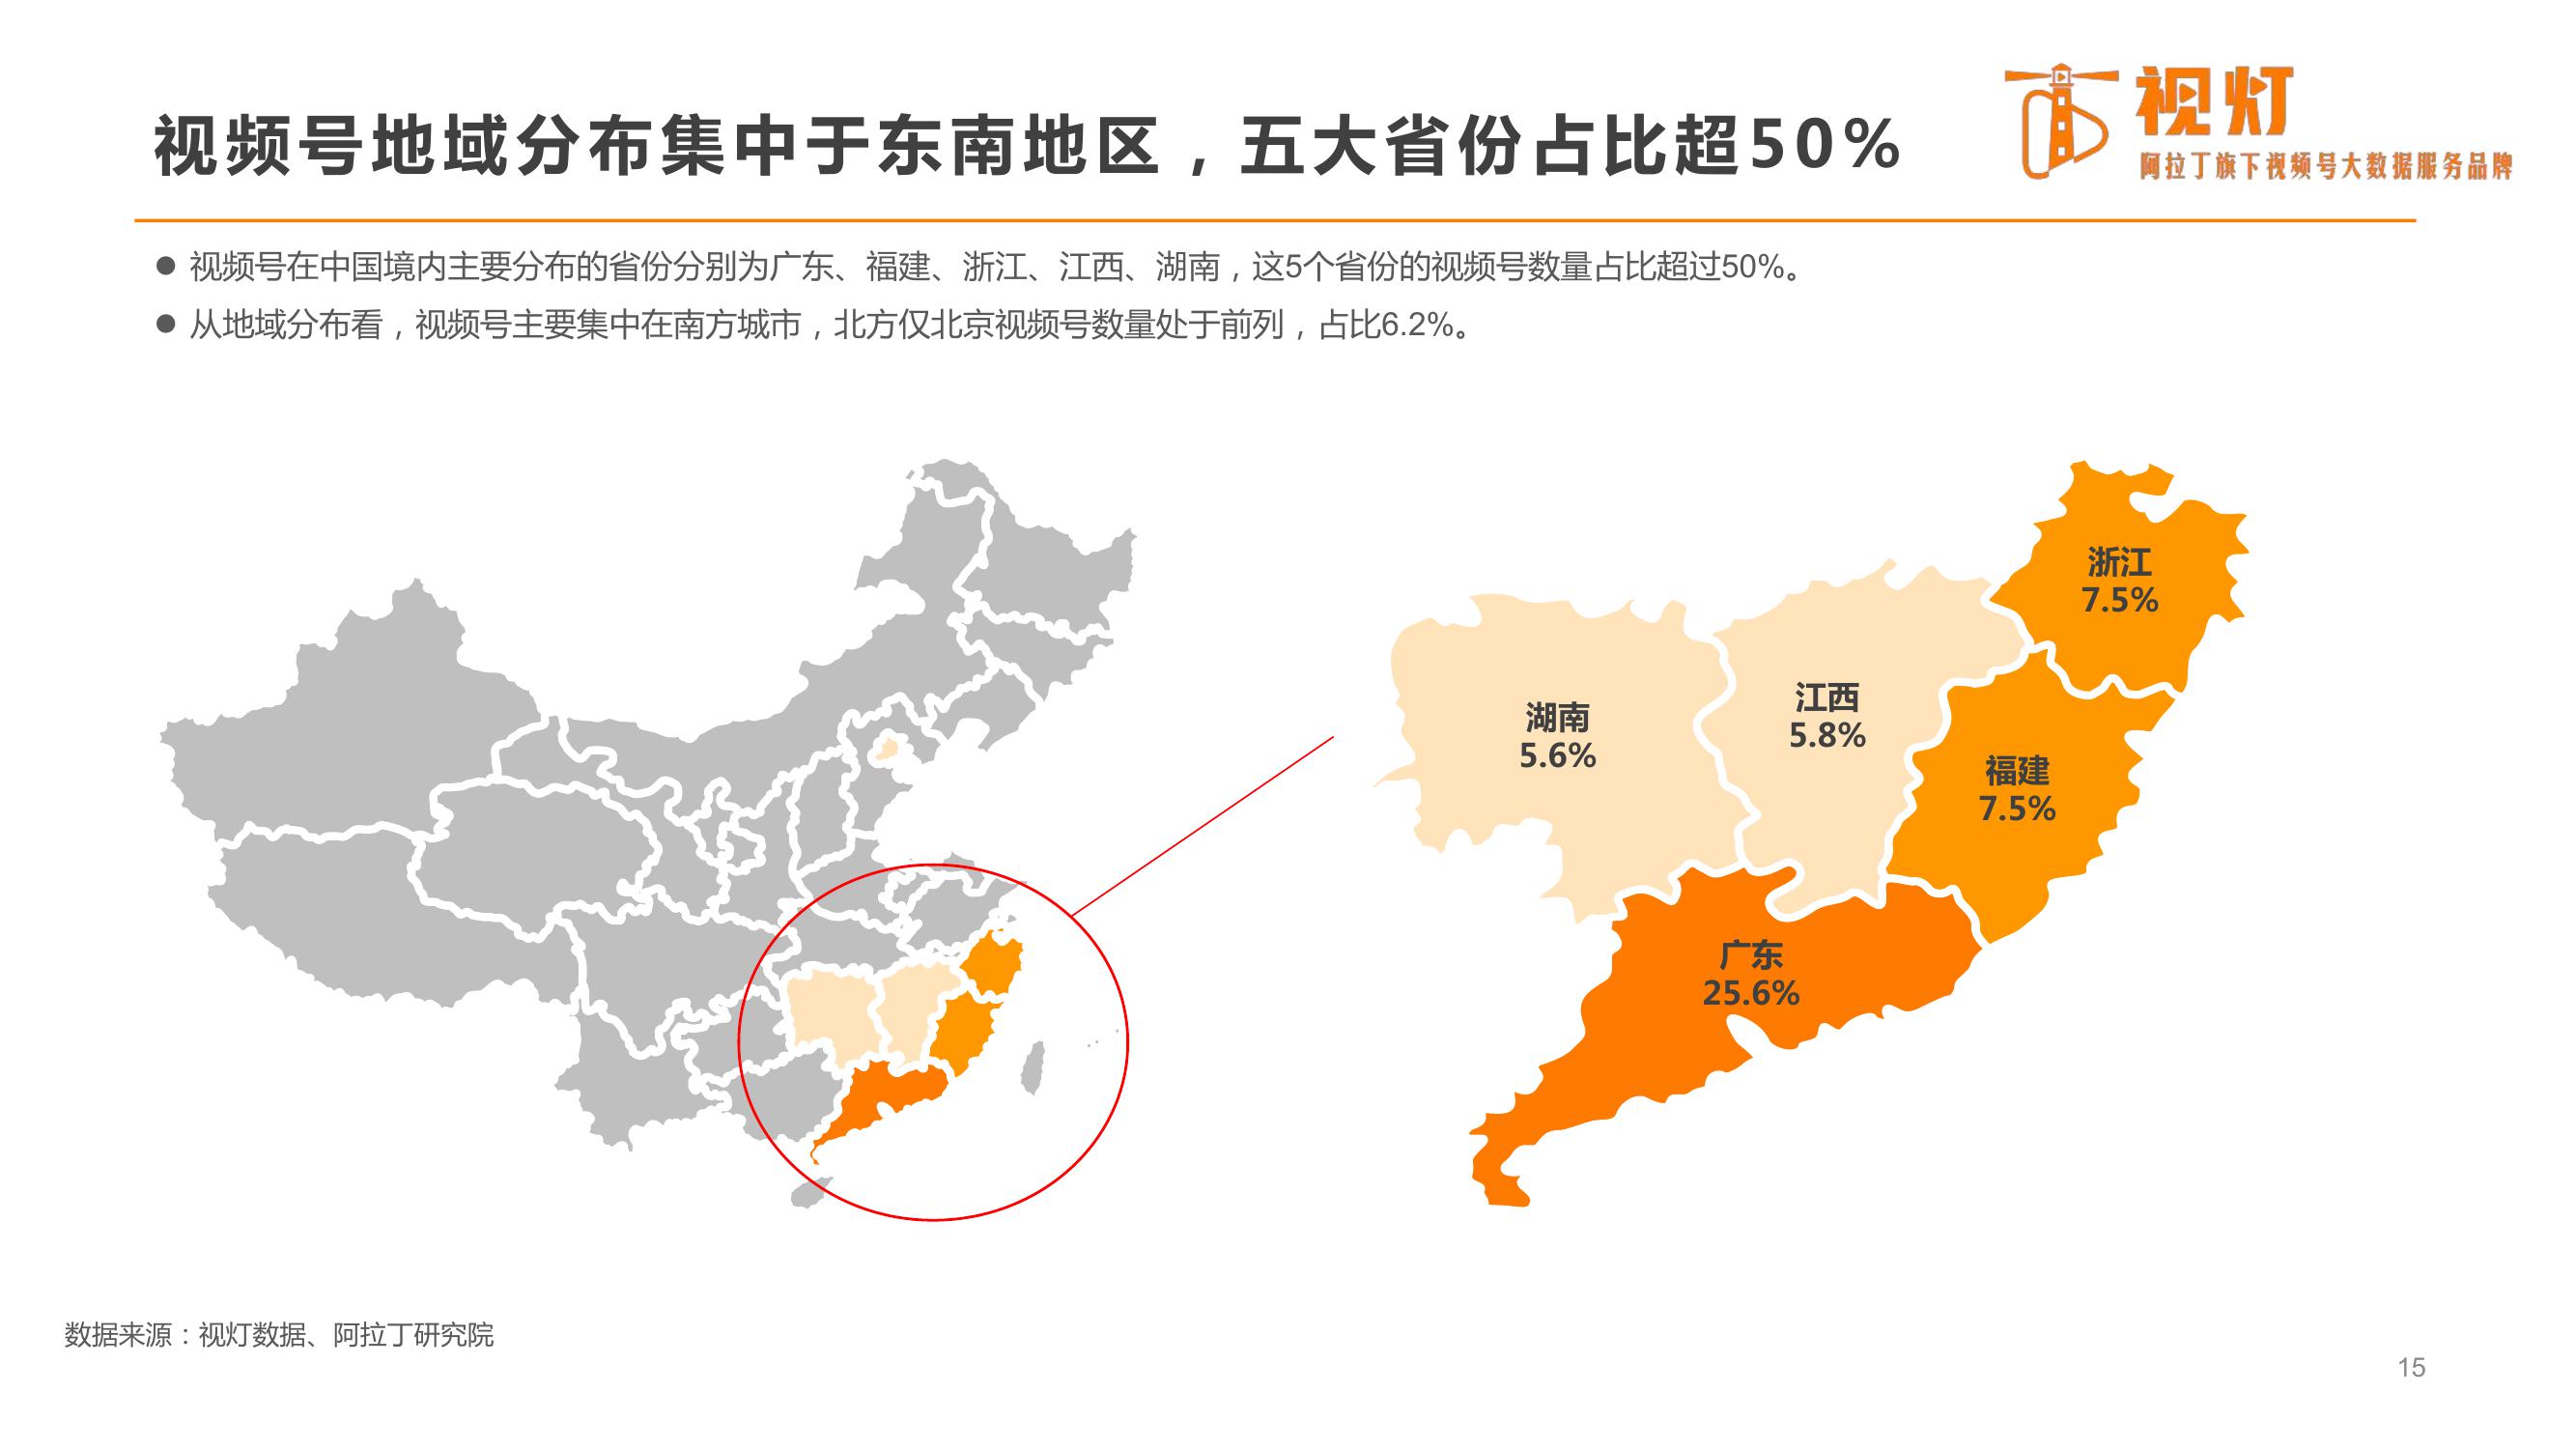 视频号地域分布集中于东南地区，五大省份占比超50%
视灯
阿拉丁旗下视频号大数据服务品牌
● 视频号在中国境内主要分布的省份分别为广东、福建、浙江、江西、湖南，这5个省份的视频号数量占比超过50%。
● 从地域分布看，视频号主要集中在南方城市，北方仅北京视频号数量处于前列，占比6.2%。
浙江
7.5%
江西
5.8%
湖南
5.6%
福建
7.5%
广东
25.6%
数据来源：视灯数据、阿拉丁研究院
15